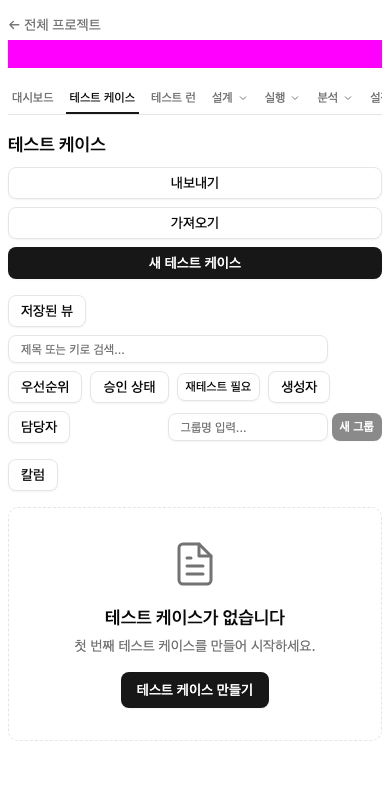 ← 전체 프로젝트
대시보드 테스트 케이스 테스트 런 설계 실행 분석
테스트 케이스
내보내기
가져오기
새 테스트 케이스
저장된 뷰
제목 또는 키로 검색...
우선순위 승인 상태 재테스트 필요 생성자
담당자 그룹명 입력... 새 그룹
칼럼
테스트 케이스가 없습니다
첫 번째 테스트 케이스를 만들어 시작하세요.
테스트 케이스 만들기